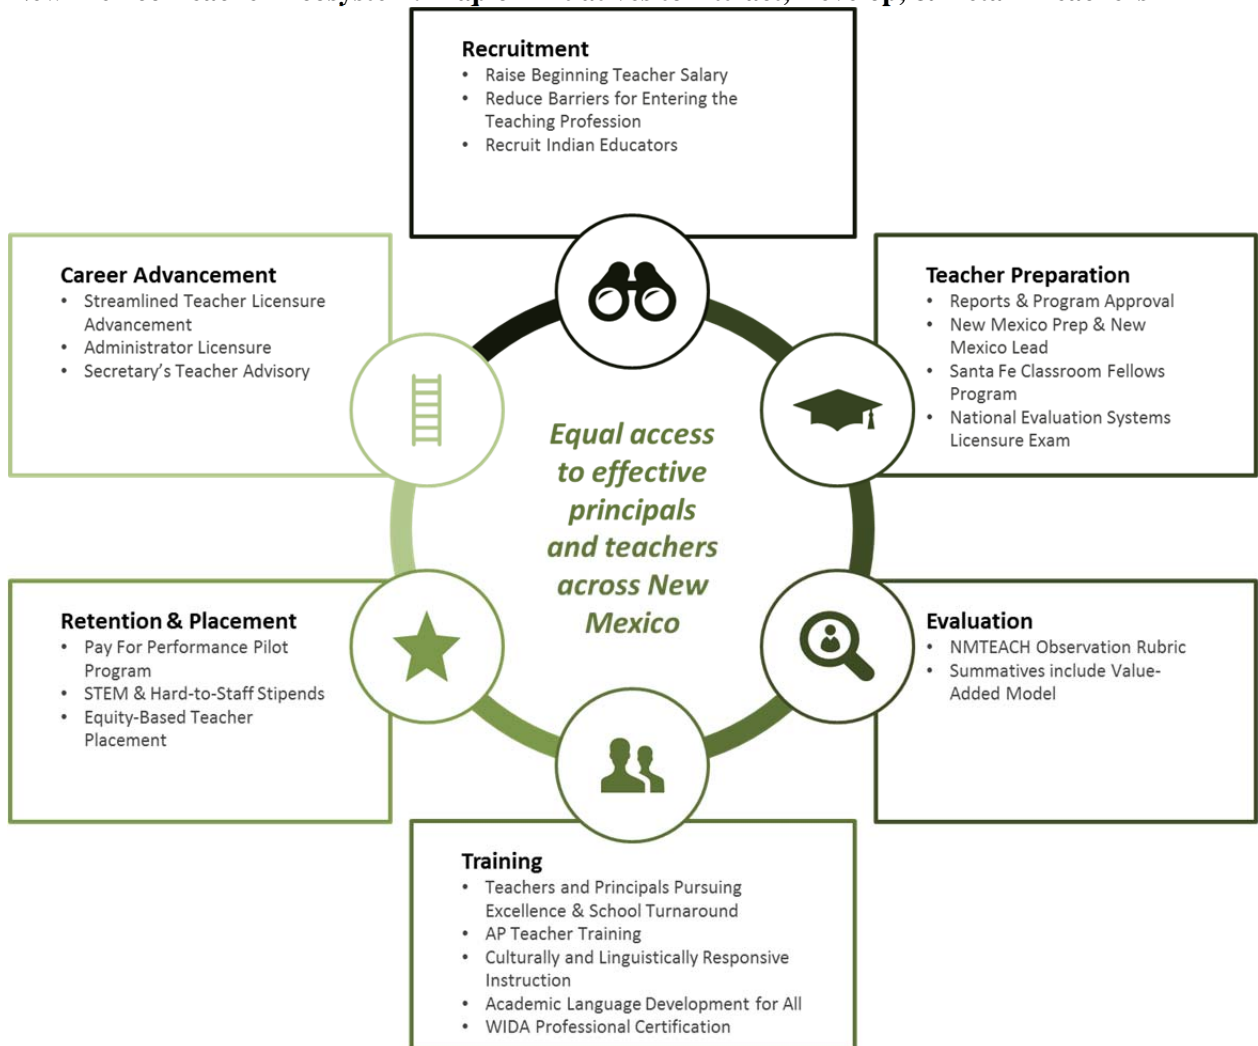 Recruitment
• Raise Beginning Teacher Salary
• Reduce Barriers for Entering the
Teaching Profession
• Recruit Indian Educators
Career Advancement
• Streamlined Teacher Licensure
Advancement
• Administrator Licensure
• Secretary's Teacher Advisory
Teacher Preparation
• Reports & Program Approval
• New Mexico Prep & New
Mexico Lead
• Santa Fe Classroom Fellows
Program
• National Evaluation Systems
Licensure Exam
Equal access
to effective
principals
and teachers
across New
Mexico
Retention & Placement
• Pay For Performance Pilot
Program
• STEM & Hard-to-Staff Stipends
• Equity-Based Teacher
Placement
Evaluation
• NMTEACH Observation Rubric
• Summatives include Value-
Added Model
Training
• Teachers and Principals Pursuing
Excellence & School Turnaround
• AP Teacher Training
• Culturally and Linguistically Responsive
Instruction
• Academic Language Development for All
• WIDA Professional Certification